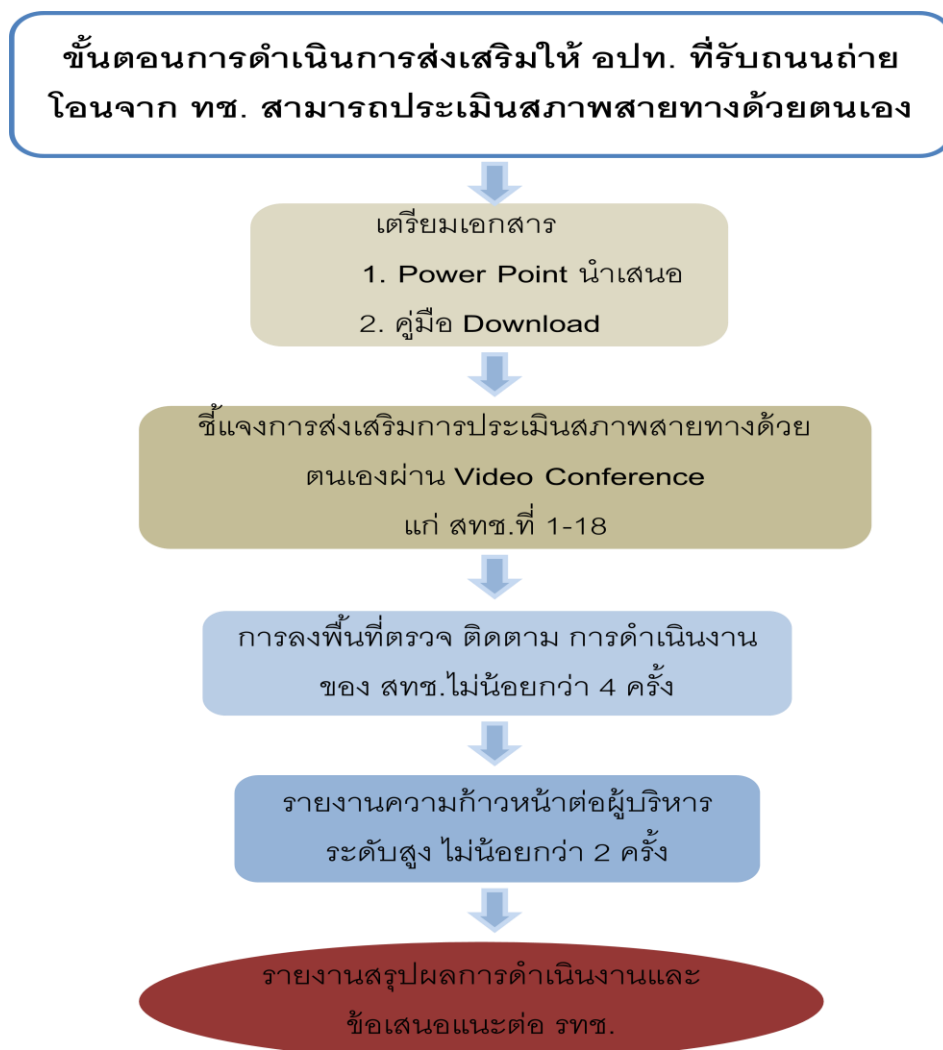 ขั้นตอนการดำเนินการส่งเสริมให้ อปท. ที่รับถนนถ่าย
โอนจาก ทช. สามารถประเมินสภาพสายทางด้วยตนเอง
เตรียมเอกสาร
1. Power Point นำเสนอ
2. คู่มือ Download
ชี้แจงการส่งเสริมการประเมินสภาพสายทางด้วย
ตนเองผ่าน Video Conference
แก่ สทช.ที่ 1-18
การลงพื้นที่ตรวจ ติดตาม การดำเนินงาน
ของ สทช.ไม่น้อยกว่า 4 ครั้ง
รายงานความก้าวหน้าต่อผู้บริหาร
ระดับสูง ไม่น้อยกว่า 2 ครั้ง
รายงานสรุปผลการดำเนินงานและ
ข้อเสนอแนะต่อ รทช.